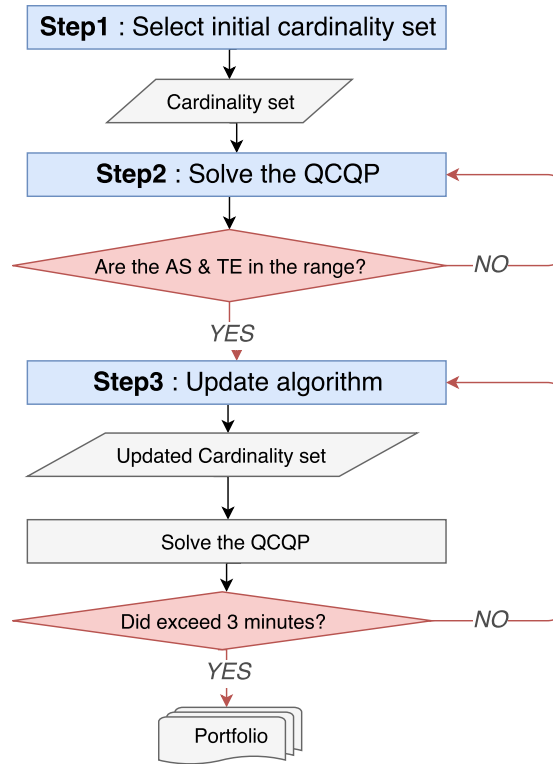 Step1 : Select initial cardinality set
Cardinality set
Step2 : Solve the QCQP
Are the AS & TE in the range?
NO
YES
Step3 : Update algorithm
Updated Cardinality set
Solve the QCQP
Did exceed 3 minutes?
NO
YES
Portfolio